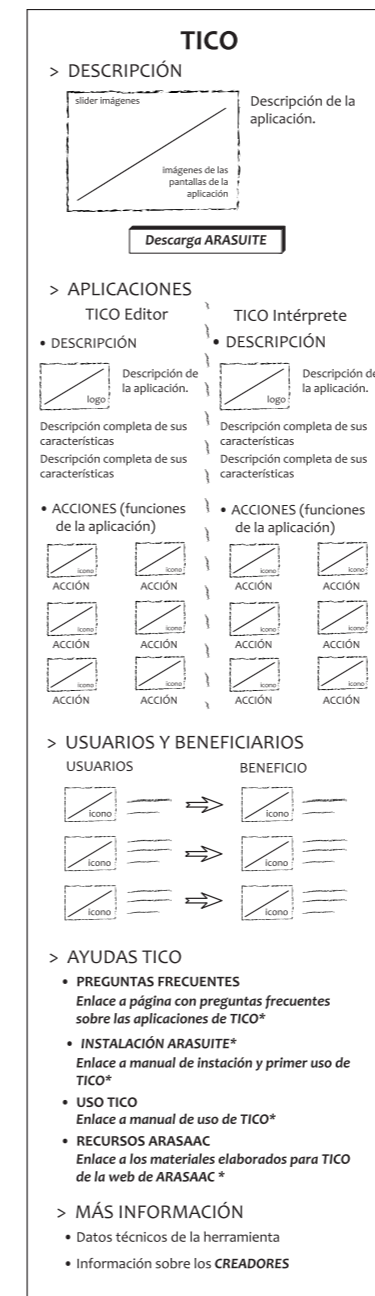 TICO
> DESCRIPCIÓN
slider imágenes
imágenes de las
pantallas de la
aplicación
Descripción de la
aplicación.
Descarga ARASUITE
> APLICACIONES
TICO Editor
• DESCRIPCIÓN
logo
Descripción de
la aplicación.
Descripción completa de sus
características
Descripción completa de sus
características
• ACCIONES (funciones
de la aplicación)
icono
icono
ACCIÓN
ACCIÓN
icono
icono
ACCIÓN
ACCIÓN
icono
icono
ACCIÓN
ACCIÓN
TICO Intérprete
• DESCRIPCIÓN
logo
Descripción de
la aplicación.
Descripción completa de sus
características
Descripción completa de sus
características
• ACCIONES (funciones
de la aplicación)
icono
icono
ACCIÓN
ACCIÓN
icono
icono
ACCIÓN
ACCIÓN
icono
icono
ACCIÓN
ACCIÓN
> USUARIOS Y BENEFICIARIOS
USUARIOS
BENEFICIO
icono
icono
icono
icono
icono
icono
> AYUDAS TICO
• PREGUNTAS FRECUENTES
Enlace a página con preguntas frecuentes
sobre las aplicaciones de TICO*
• INSTALACIÓN ARASUITE*
Enlace a manual de instación y primer uso de
TICO*
• USO TICO
Enlace a manual de uso de TICO*
• RECURSOS ARASAAC
Enlace a los materiales elaborados para TICO
de la web de ARASAAC *
> MÁS INFORMACIÓN
• Datos técnicos de la herramienta
• Información sobre los CREADORES